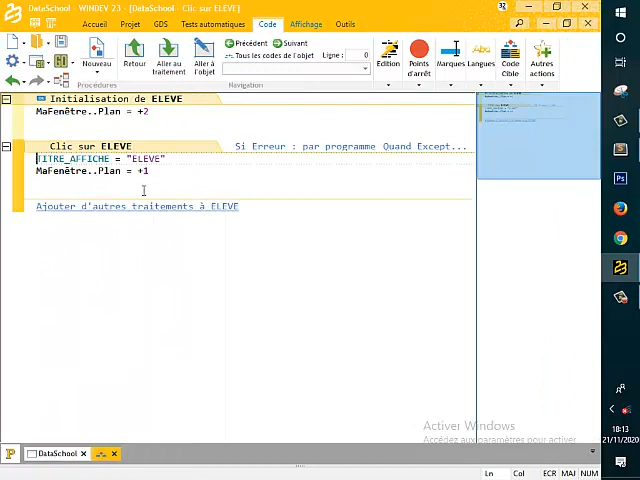 DataSchool - WINDEV 23 - [DataSchool - Clic sur ELEVE]
32
Accueil Projet GDS Tests automatiques Code Affichage Outils
Nouveau
Retour
Aller au traitement
Aller à l'objet
Précédent Suivant
Ligne : 0
Tous les codes de l'objet
Edition
Points d'arrêt
Marques
Langues
Code Cible
Autres actions
Procédures
Navigation
Initialisation de ELEVE
MaFenêtre..Plan = +2
Clic sur ELEVE Si Erreur : par programme Quand Except...
TITRE_AFFICHE = "ELEVE"
MaFenêtre..Plan = +1
Ajouter d'autres traitements à ELEVE
Activer Windows
Accédez aux paramètres pour activer
DataSchool
Ln Col ECR MAJ NUM
18:13
21/11/2020